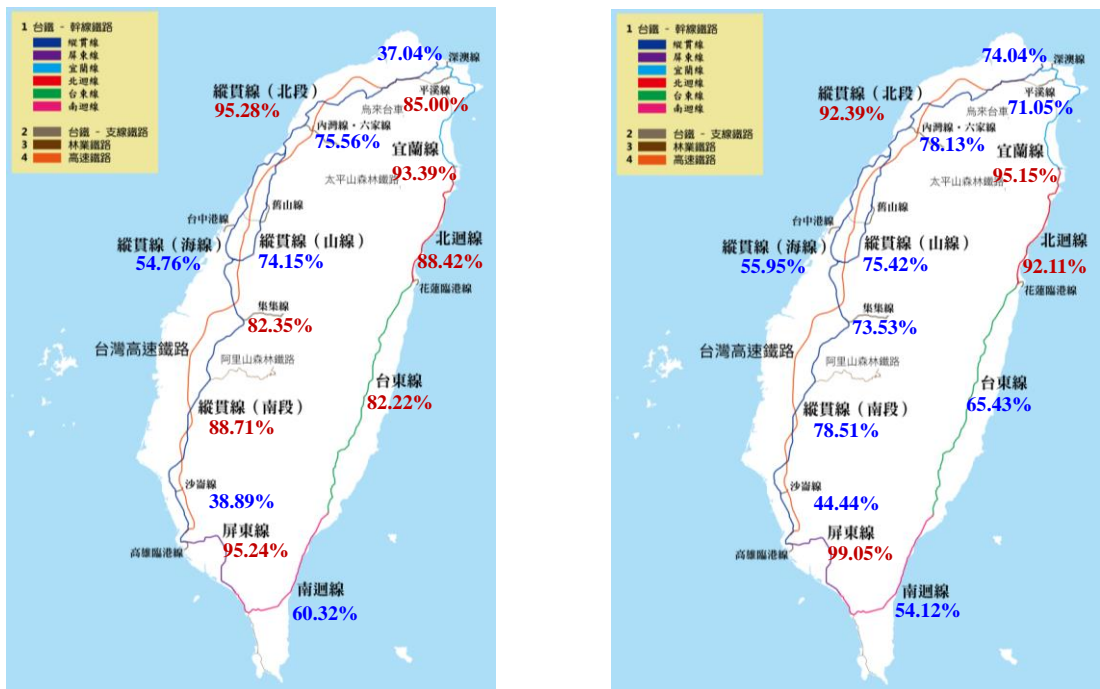 1 台鐵 - 幹線鐵路
縱貫線
屏東線
宜蘭線
北迴線
台東線
南迴線
2 台鐵 - 支線鐵路
3 林業鐵路
4 高速鐵路
37.04%
深澳線
平溪線
85.00%
縱貫線（北段）
95.28%
烏來台車
內灣線・六家線
75.56%
宜蘭線
93.39%
太平山森林鐵路
舊山線
台中港線
縱貫線（海線）
54.76%
縱貫線（山線）
74.15%
北迴線
88.42%
花蓮臨港線
集集線
82.35%
台灣高速鐵路
阿里山森林鐵路
台東線
82.22%
縱貫線（南段）
88.71%
沙崙線
38.89%
屏東線
95.24%
高雄臨港線
南迴線
60.32%
1 台鐵 - 幹線鐵路
縱貫線
屏東線
宜蘭線
北迴線
台東線
南迴線
2 台鐵 - 支線鐵路
3 林業鐵路
4 高速鐵路
74.04%
深澳線
平溪線
71.05%
縱貫線（北段）
92.39%
烏來台車
內灣線・六家線
78.13%
宜蘭線
95.15%
太平山森林鐵路
舊山線
台中港線
縱貫線（海線）
55.95%
縱貫線（山線）
75.42%
北迴線
92.11%
花蓮臨港線
集集線
73.53%
台灣高速鐵路
阿里山森林鐵路
台東線
65.43%
縱貫線（南段）
78.51%
沙崙線
44.44%
屏東線
99.05%
高雄臨港線
南迴線
54.12%